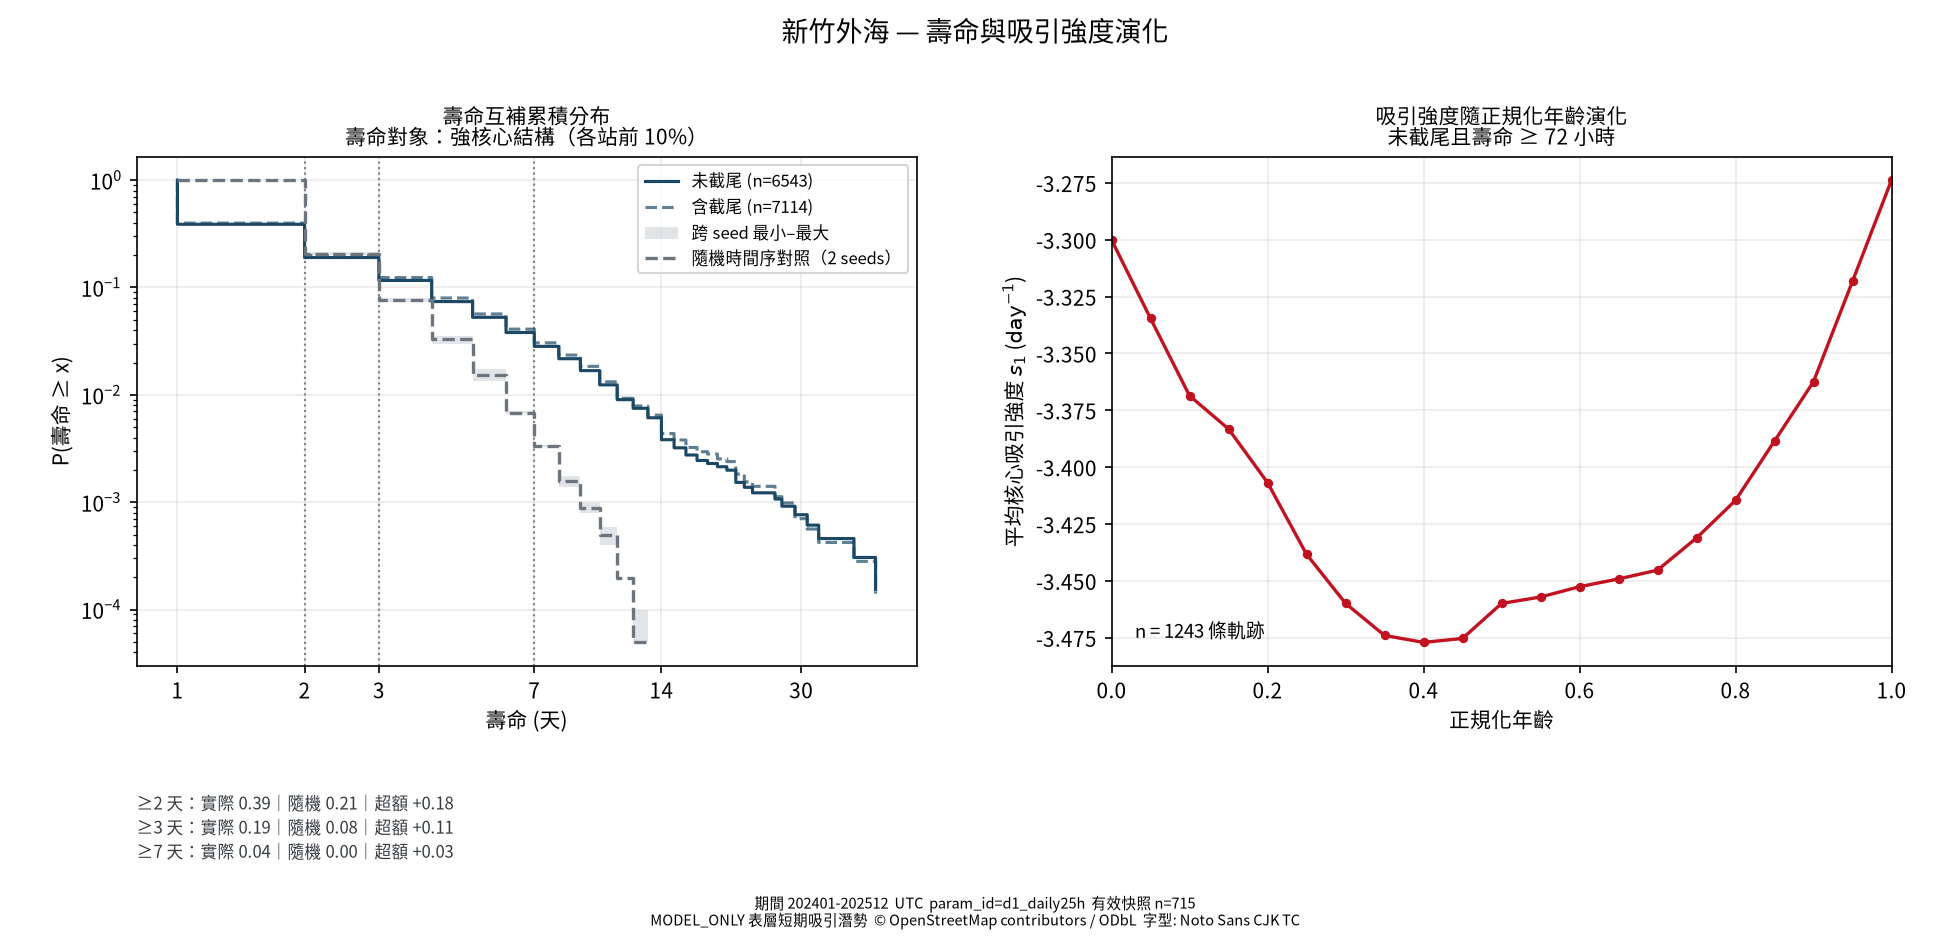 新竹外海 — 壽命與吸引強度演化
壽命互補累積分布
壽命對象：強核心結構（各站前 10%）
未截尾 (n=6543)
含截尾 (n=7114)
跨 seed 最小–最大
隨機時間序對照（2 seeds）
P(壽命 ≥ x)
10⁰
10⁻¹
10⁻²
10⁻³
10⁻⁴
1 2 3 7 14 30
壽命 (天)
吸引強度隨正規化年齡演化
未截尾且壽命 ≥ 72 小時
平均核心吸引強度 s₁ (day⁻¹)
-3.275
-3.300
-3.325
-3.350
-3.375
-3.400
-3.425
-3.450
-3.475
n = 1243 條軌跡
0.0 0.2 0.4 0.6 0.8 1.0
正規化年齡
≥2 天：實際 0.39｜隨機 0.21｜超額 +0.18
≥3 天：實際 0.19｜隨機 0.08｜超額 +0.11
≥7 天：實際 0.04｜隨機 0.00｜超額 +0.03
期間 202401-202512 UTC param_id=d1_daily25h 有效快照 n=715
MODEL_ONLY 表層短期吸引潛勢 © OpenStreetMap contributors / ODbL 字型: Noto Sans CJK TC